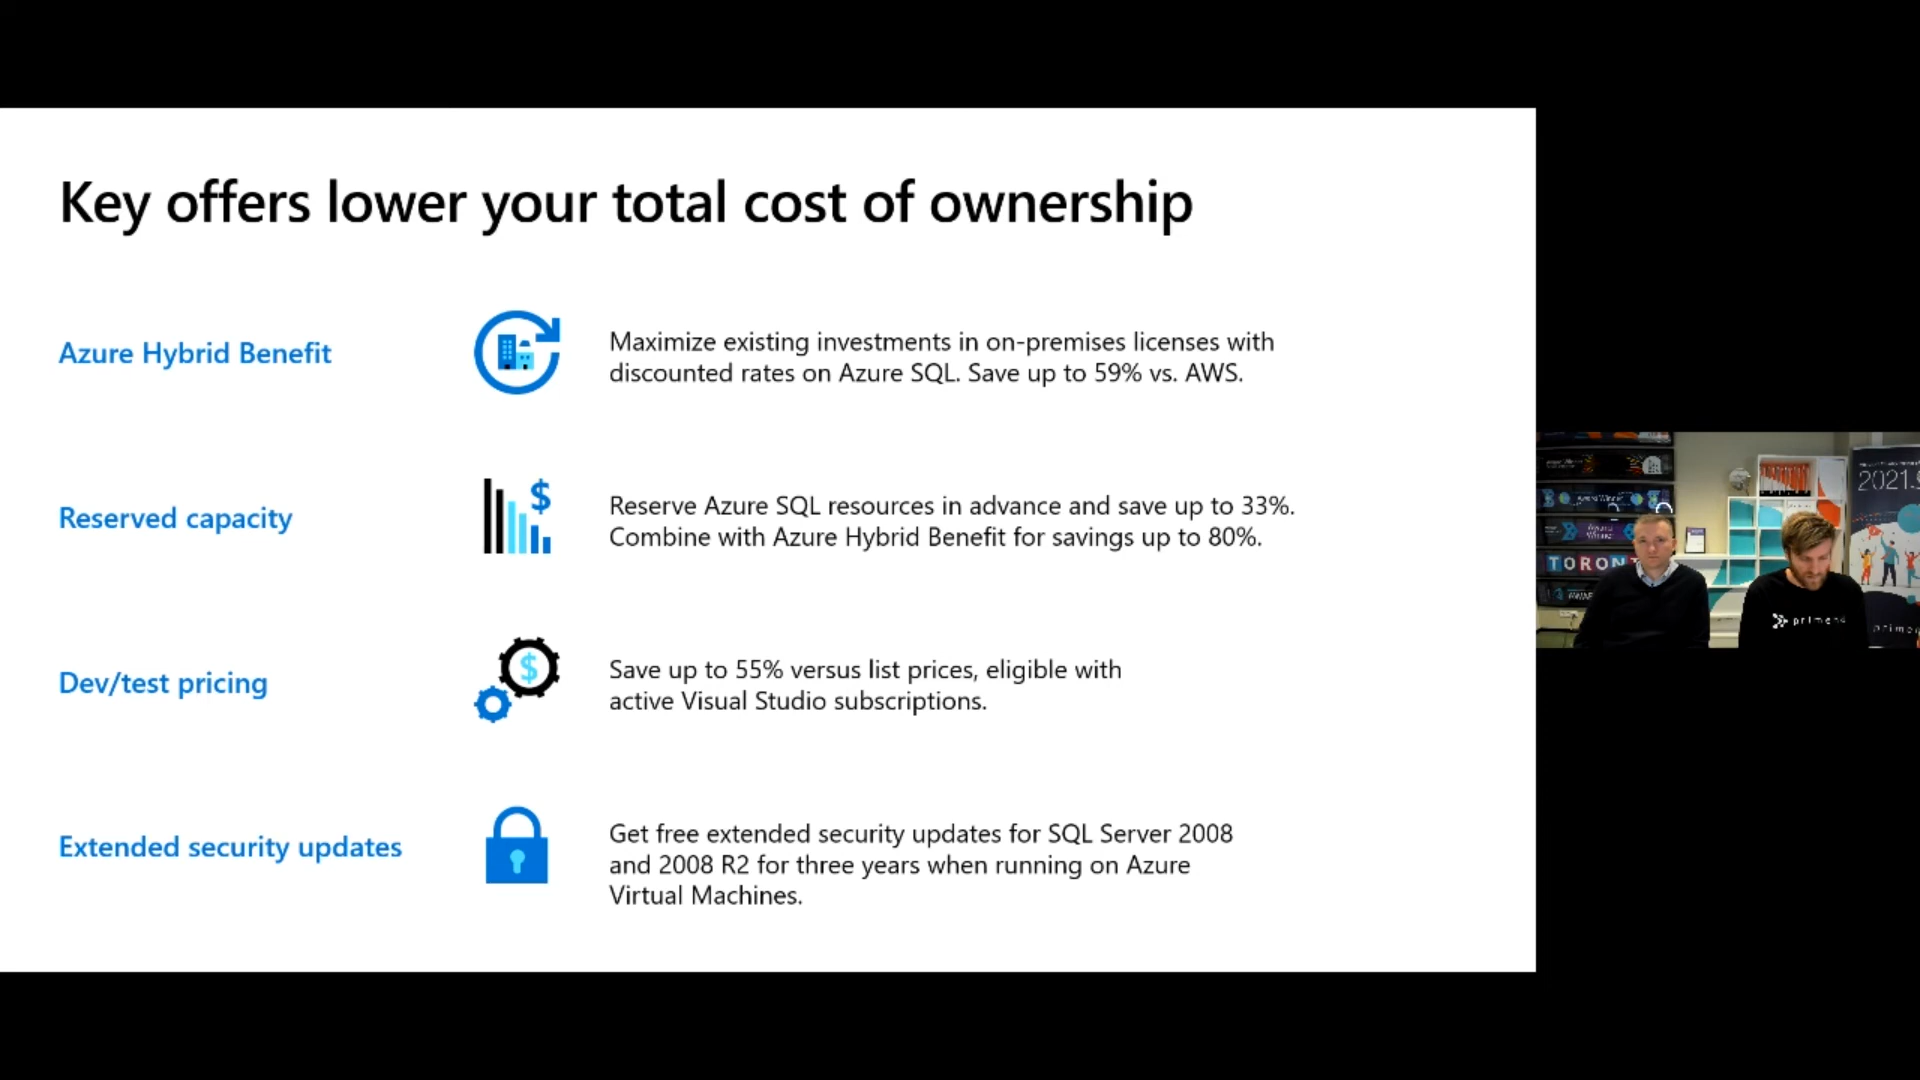 Key offers lower your total cost of ownership
Azure Hybrid Benefit
Maximize existing investments in on-premises licenses with
discounted rates on Azure SQL. Save up to 59% vs. AWS.
$
Reserved capacity
Reserve Azure SQL resources in advance and save up to 33%.
Combine with Azure Hybrid Benefit for savings up to 80%.
$
Dev/test pricing
Save up to 55% versus list prices, eligible with
active Visual Studio subscriptions.
Extended security updates
Get free extended security updates for SQL Server 2008
and 2008 R2 for three years when running on Azure
Virtual Machines.
2021.
Winner
TORON
primend